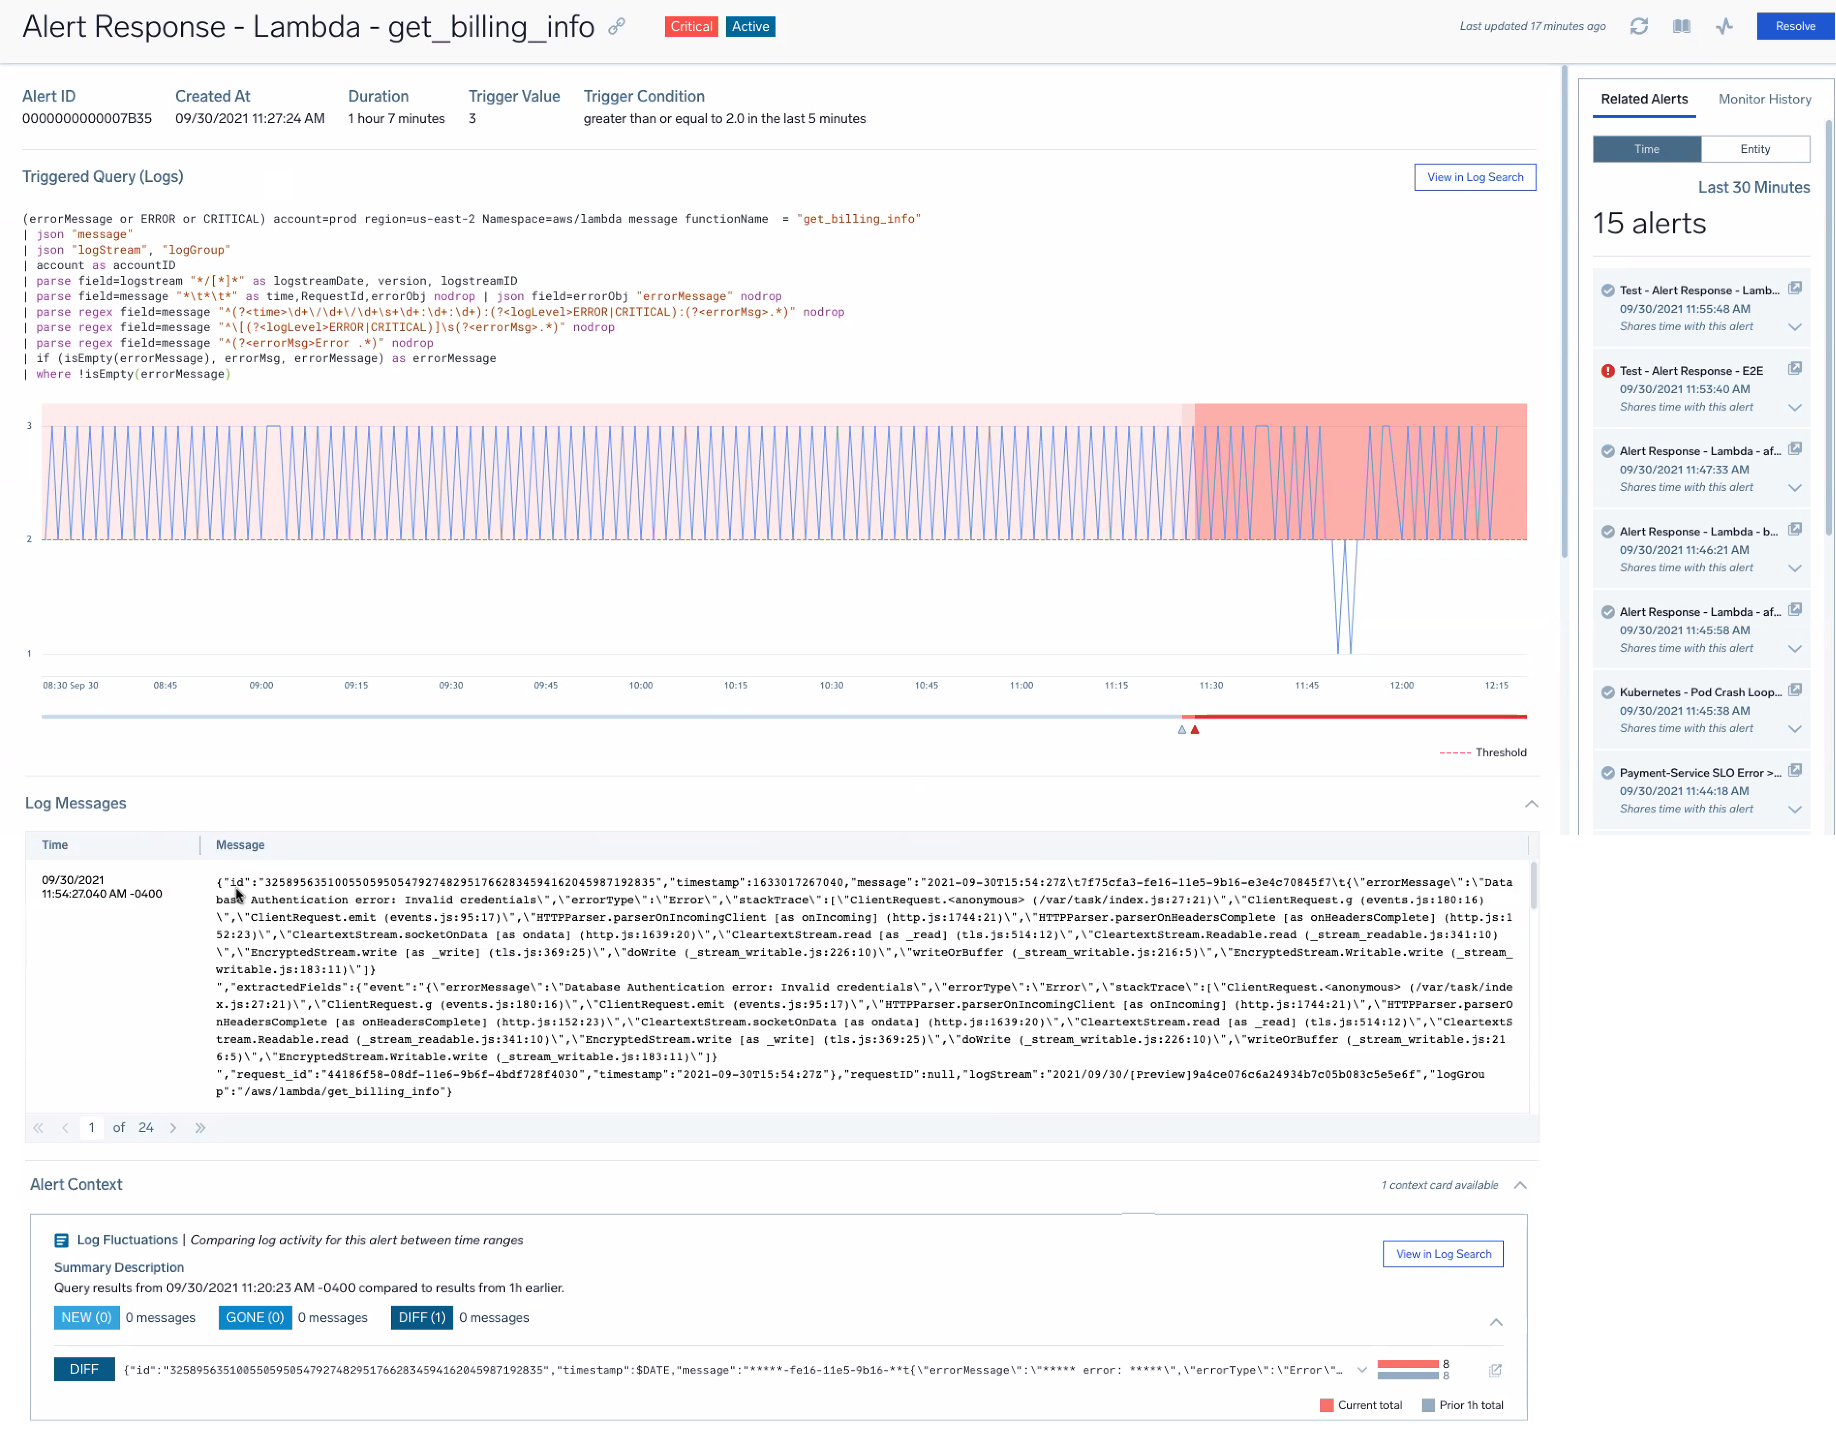 Alert Response - Lambda - get_billing_info
Critical
Active
Last updated 17 minutes ago
Resolve
Alert ID
0000000000007B35
Created At
09/30/2021 11:27:24 AM
Duration
1 hour 7 minutes
Trigger Value
3
Trigger Condition
greater than or equal to 2.0 in the last 5 minutes
Triggered Query (Logs)
View in Log Search
(errorMessage or ERROR or CRITICAL) account=prod region=us-east-2 Namespace=aws/lambda message functionName  = "get_billing_info"
| json "message"
| json "logStream", "logGroup"
| account as accountID
| parse field=logstream "*/[*]*" as logstreamDate, version, logstreamID
| parse field=message "*\t*\t*" as time,RequestId,errorObj nodrop | json field=errorObj "errorMessage" nodrop
| parse regex field=message "^(?<time>\d+\/\d+\/\d+\s+\d+:\d+:\d+):(?<logLevel>ERROR|CRITICAL):(?<errorMsg>.*)" nodrop
| parse regex field=message "^\[(?<logLevel>ERROR|CRITICAL)]\s(?<errorMsg>.*)" nodrop
| parse regex field=message "^(?<errorMsg>Error .*)" nodrop
| if (isEmpty(errorMessage), errorMsg, errorMessage) as errorMessage
| where !isEmpty(errorMessage)
3
2
1
08:30 Sep 30
08:45
09:00
09:15
09:30
09:45
10:00
10:15
10:30
10:45
11:00
11:15
11:30
11:45
12:00
12:15
Threshold
Log Messages
Time
Message
09/30/2021
11:54:27.040 AM -0400
{"id":"32589563510055059505479274829517662834594162045987192835","timestamp":1633017267040,"message":"2021-09-30T15:54:27Z\t7f75cfa3-fe16-11e5-9b16-e3e4c70845f7\t{\"errorMessage\":\"Data
base Authentication error: Invalid credentials\",\"errorType\":\"Error\",\"stackTrace\":[\"ClientRequest.<anonymous> (/var/task/index.js:27:21)\",\"ClientRequest.g (events.js:180:16)
\",\"ClientRequest.emit (events.js:95:17)\",\"HTTPParser.parserOnIncomingClient [as onIncoming] (http.js:1744:21)\",\"HTTPParser.parserOnHeadersComplete [as onHeadersComplete] (http.js:1
52:23)\",\"CleartextStream.socketOnData [as ondata] (http.js:1639:20)\",\"CleartextStream.read [as _read] (tls.js:514:12)\",\"CleartextStream.Readable.read (_stream_readable.js:341:10)
\",\"EncryptedStream.write [as _write] (tls.js:369:25)\",\"doWrite (_stream_writable.js:226:10)\",\"writeOrBuffer (_stream_writable.js:216:5)\",\"EncryptedStream.Writable.write (_stream_
writable.js:183:11)\"]}
","extractedFields":{"event":"{\"errorMessage\":\"Database Authentication error: Invalid credentials\",\"errorType\":\"Error\",\"stackTrace\":[\"ClientRequest.<anonymous> (/var/task/inde
x.js:27:21)\",\"ClientRequest.g (events.js:180:16)\",\"ClientRequest.emit (events.js:95:17)\",\"HTTPParser.parserOnIncomingClient [as onIncoming] (http.js:1744:21)\",\"HTTPParser.parserO
nHeadersComplete [as onHeadersComplete] (http.js:152:23)\",\"CleartextStream.socketOnData [as ondata] (http.js:1639:20)\",\"CleartextStream.read [as _read] (tls.js:514:12)\",\"CleartextS
tream.Readable.read (_stream_readable.js:341:10)\",\"EncryptedStream.write [as _write] (tls.js:369:25)\",\"doWrite (_stream_writable.js:226:10)\",\"writeOrBuffer (_stream_writable.js:21
6:5)\",\"EncryptedStream.Writable.write (_stream_writable.js:183:11)\"]}
","request_id":"44186f58-08df-11e6-9b6f-4bdf728f4030","timestamp":"2021-09-30T15:54:27Z"},"requestID":null,"logStream":"2021/09/30/[Preview]9a4ce076c6a24934b7c05b083c5e5e6f","logGrou
p":"/aws/lambda/get_billing_info"}
1 of 24
Alert Context
1 context card available
Log Fluctuations | Comparing log activity for this alert between time ranges
View in Log Search
Summary Description
Query results from 09/30/2021 11:20:23 AM -0400 compared to results from 1h earlier.
NEW (0) 0 messages
GONE (0) 0 messages
DIFF (1) 0 messages
DIFF
{"id":"32589563510055059505479274829517662834594162045987192835","timestamp":$DATE,"message":"*****-fe16-11e5-9b16-**t{\"errorMessage\":\"***** error: *****\",\"errorType\":\"Error\"…
8
8
Current total
Prior 1h total
Related Alerts
Monitor History
Time
Entity
Last 30 Minutes
15 alerts
Test - Alert Response - Lamb...
09/30/2021 11:55:48 AM
Shares time with this alert
Test - Alert Response - E2E
09/30/2021 11:53:40 AM
Shares time with this alert
Alert Response - Lambda - af...
09/30/2021 11:47:33 AM
Shares time with this alert
Alert Response - Lambda - b...
09/30/2021 11:46:21 AM
Shares time with this alert
Alert Response - Lambda - af...
09/30/2021 11:45:58 AM
Shares time with this alert
Kubernetes - Pod Crash Loop...
09/30/2021 11:45:38 AM
Shares time with this alert
Payment-Service SLO Error >...
09/30/2021 11:44:18 AM
Shares time with this alert